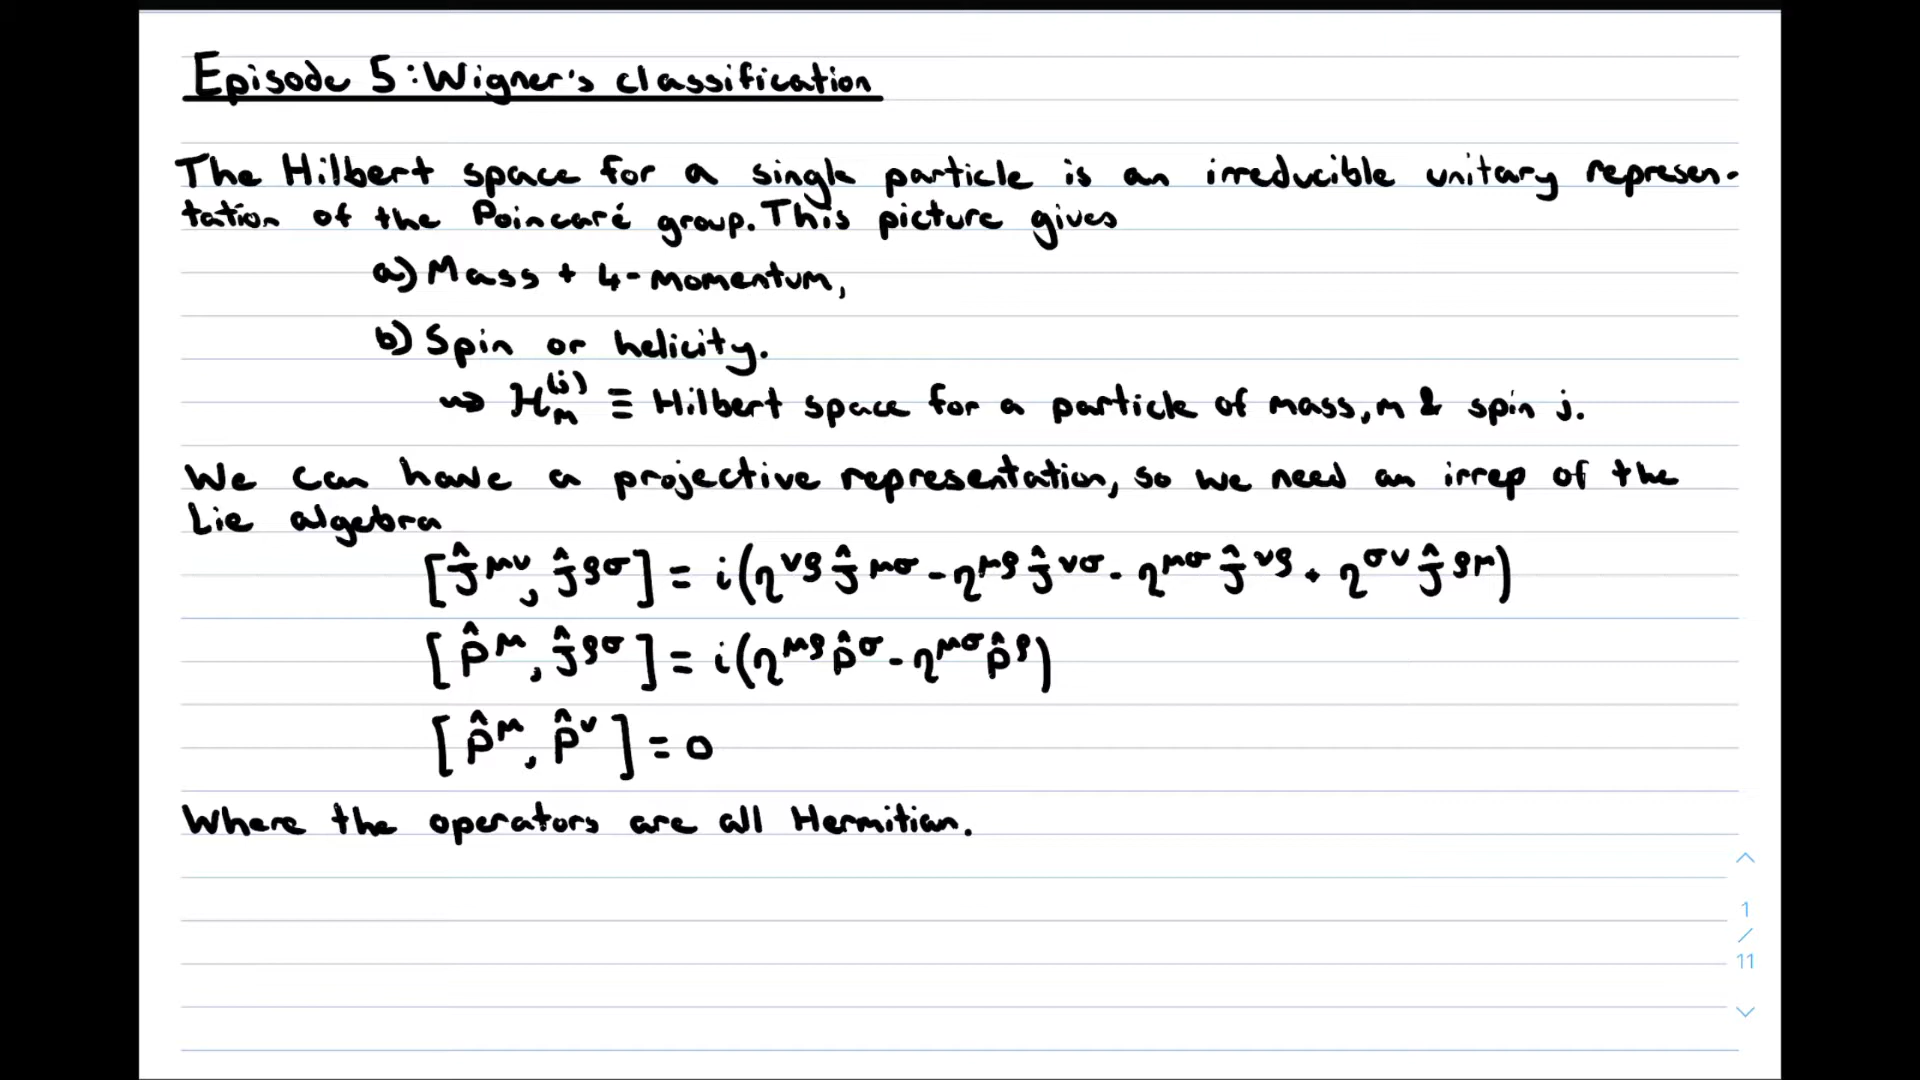 Episode 5: Wigner's classification
The Hilbert space for a single particle is an irreducible unitary represen-
tation of the Poincaré group. This picture gives
a) Mass + 4-momentum,
b) Spin or helicity.
⇝ ℋₘ⁽ʲ⁾ ≡ Hilbert space for a particle of mass, m & spin j.
We can have a projective representation, so we need an irrep of the
Lie algebra
[Ĵ^μν, Ĵ^ρσ] = i(η^νρ Ĵ^μσ - η^μρ Ĵ^νσ - η^μσ Ĵ^νρ + η^σν Ĵ^ρμ)
[P̂^μ, Ĵ^ρσ] = i(η^μρ P̂^σ - η^μσ P̂^ρ)
[P̂^μ, P̂^ν] = 0
Where the operators are all Hermitian.
1
/
11